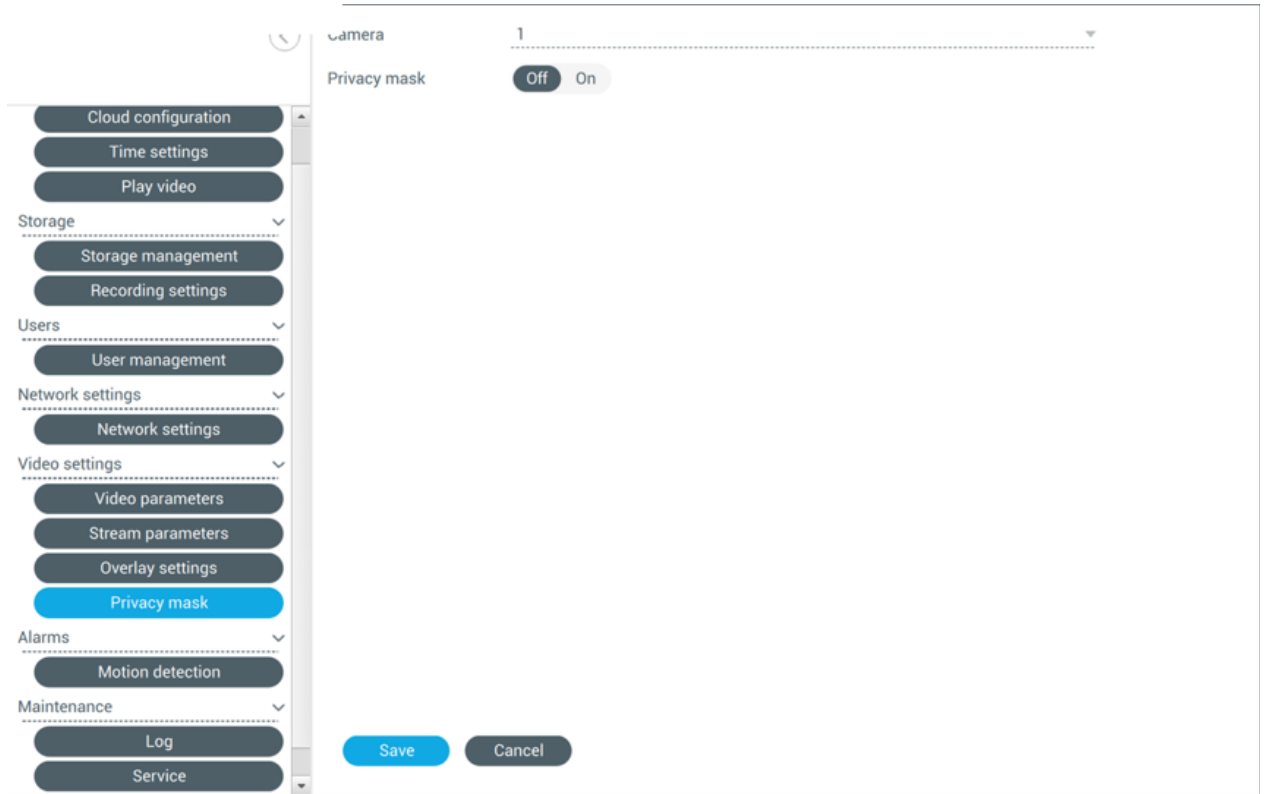 Camera 1
Privacy mask Off On
Cloud configuration
Time settings
Play video
Storage
Storage management
Recording settings
Users
User management
Network settings
Network settings
Video settings
Video parameters
Stream parameters
Overlay settings
Privacy mask
Alarms
Motion detection
Maintenance
Log
Service
Save Cancel